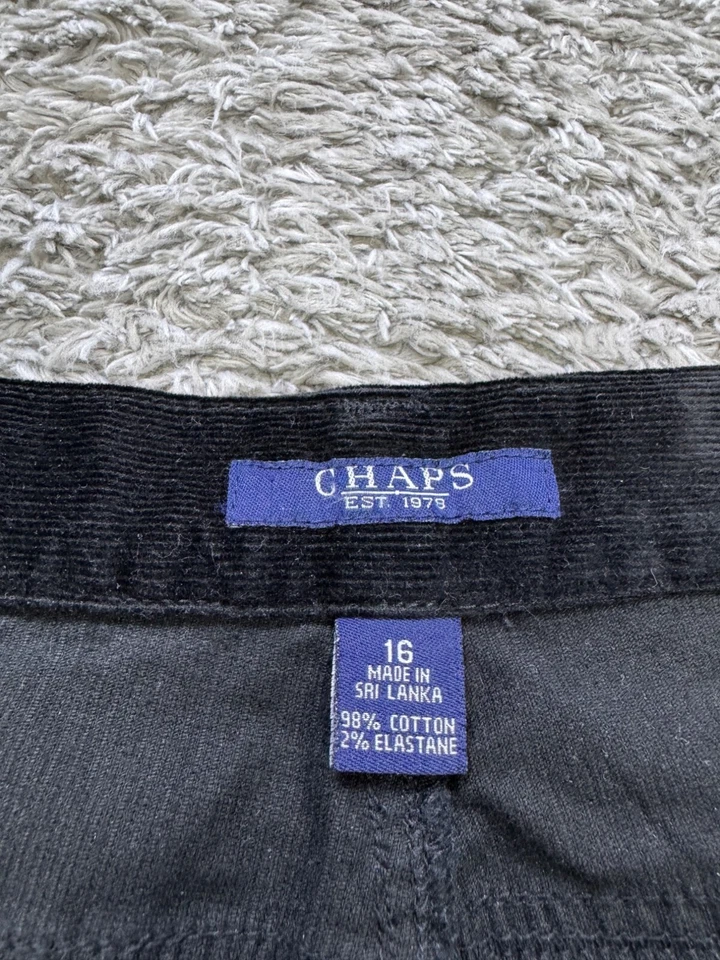 CHAPS
EST. 1978
16
MADE IN
SRI LANKA
98% COTTON
2% ELASTANE